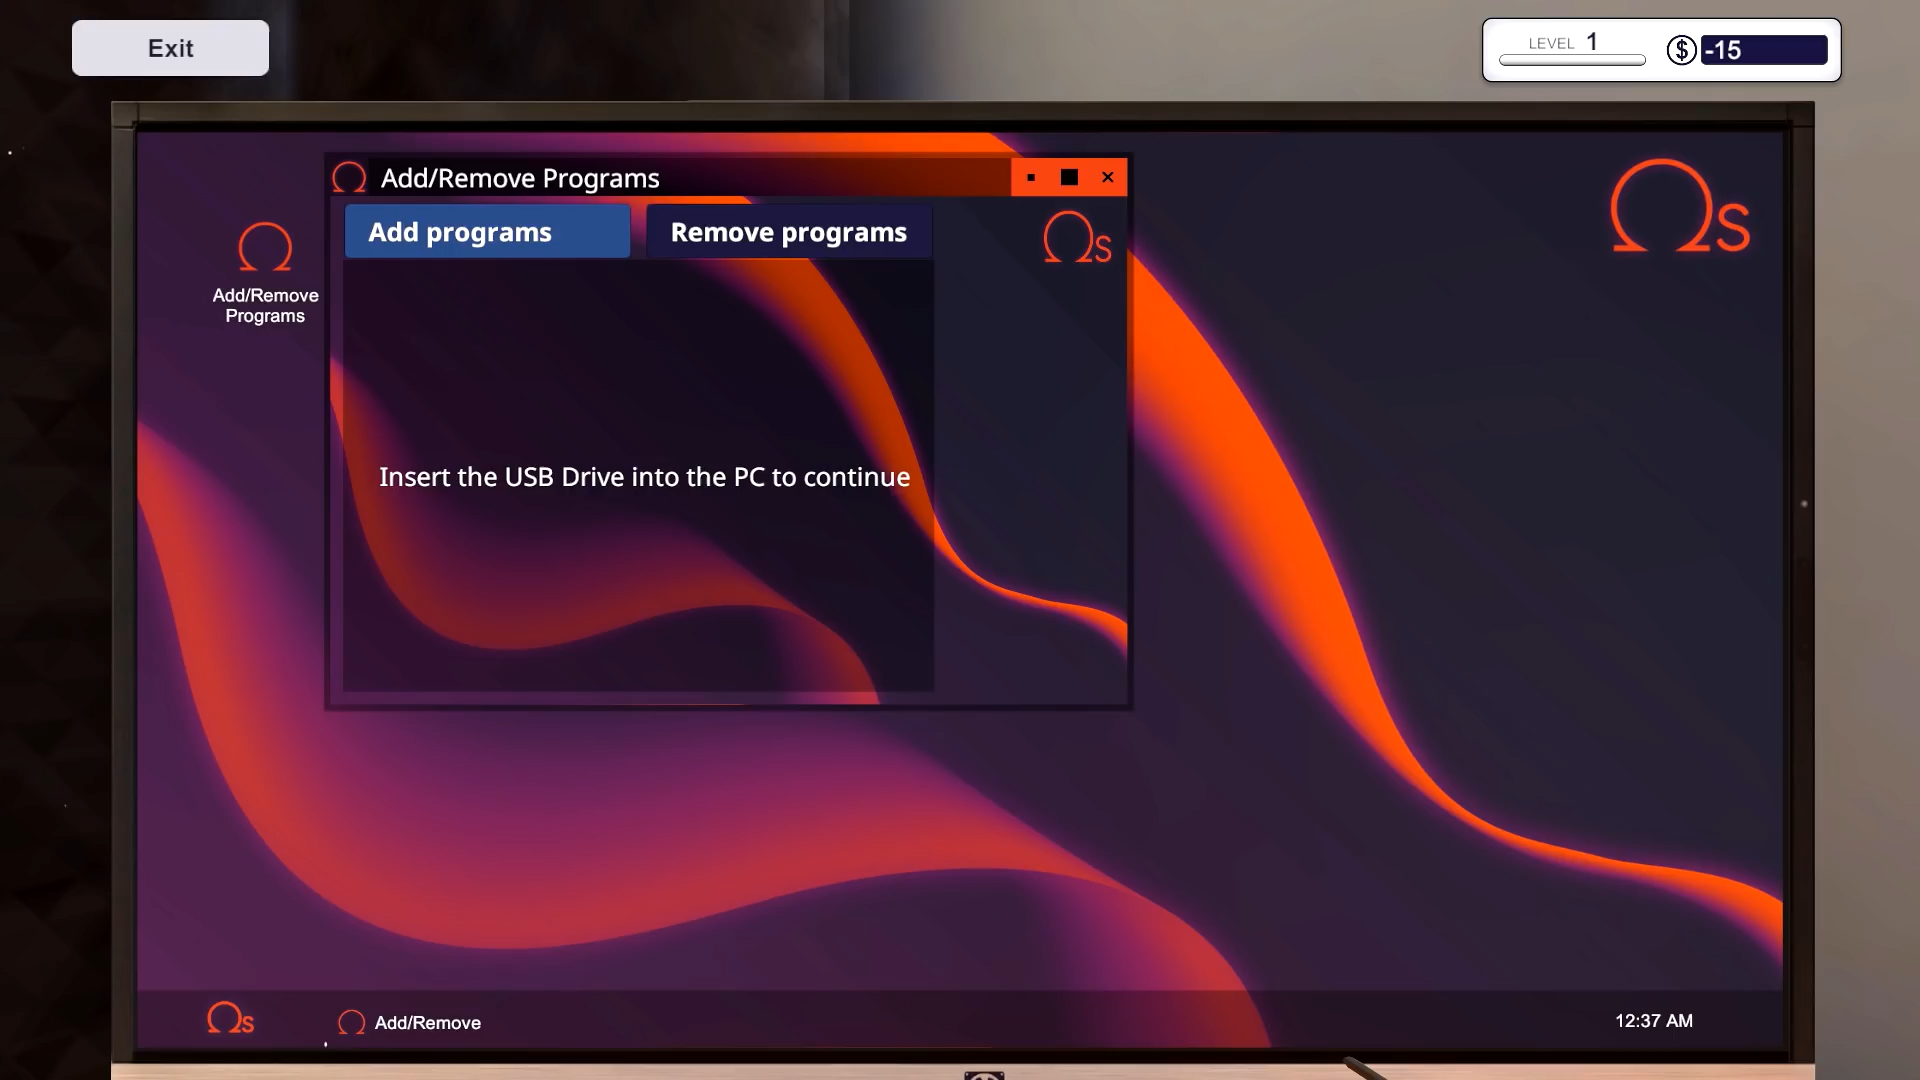 Exit
LEVEL 1
$ -15
Add/Remove Programs
Add programs
Remove programs
Ωs
Ωs
Add/Remove
Programs
Insert the USB Drive into the PC to continue
Ωs
Add/Remove
12:37 AM